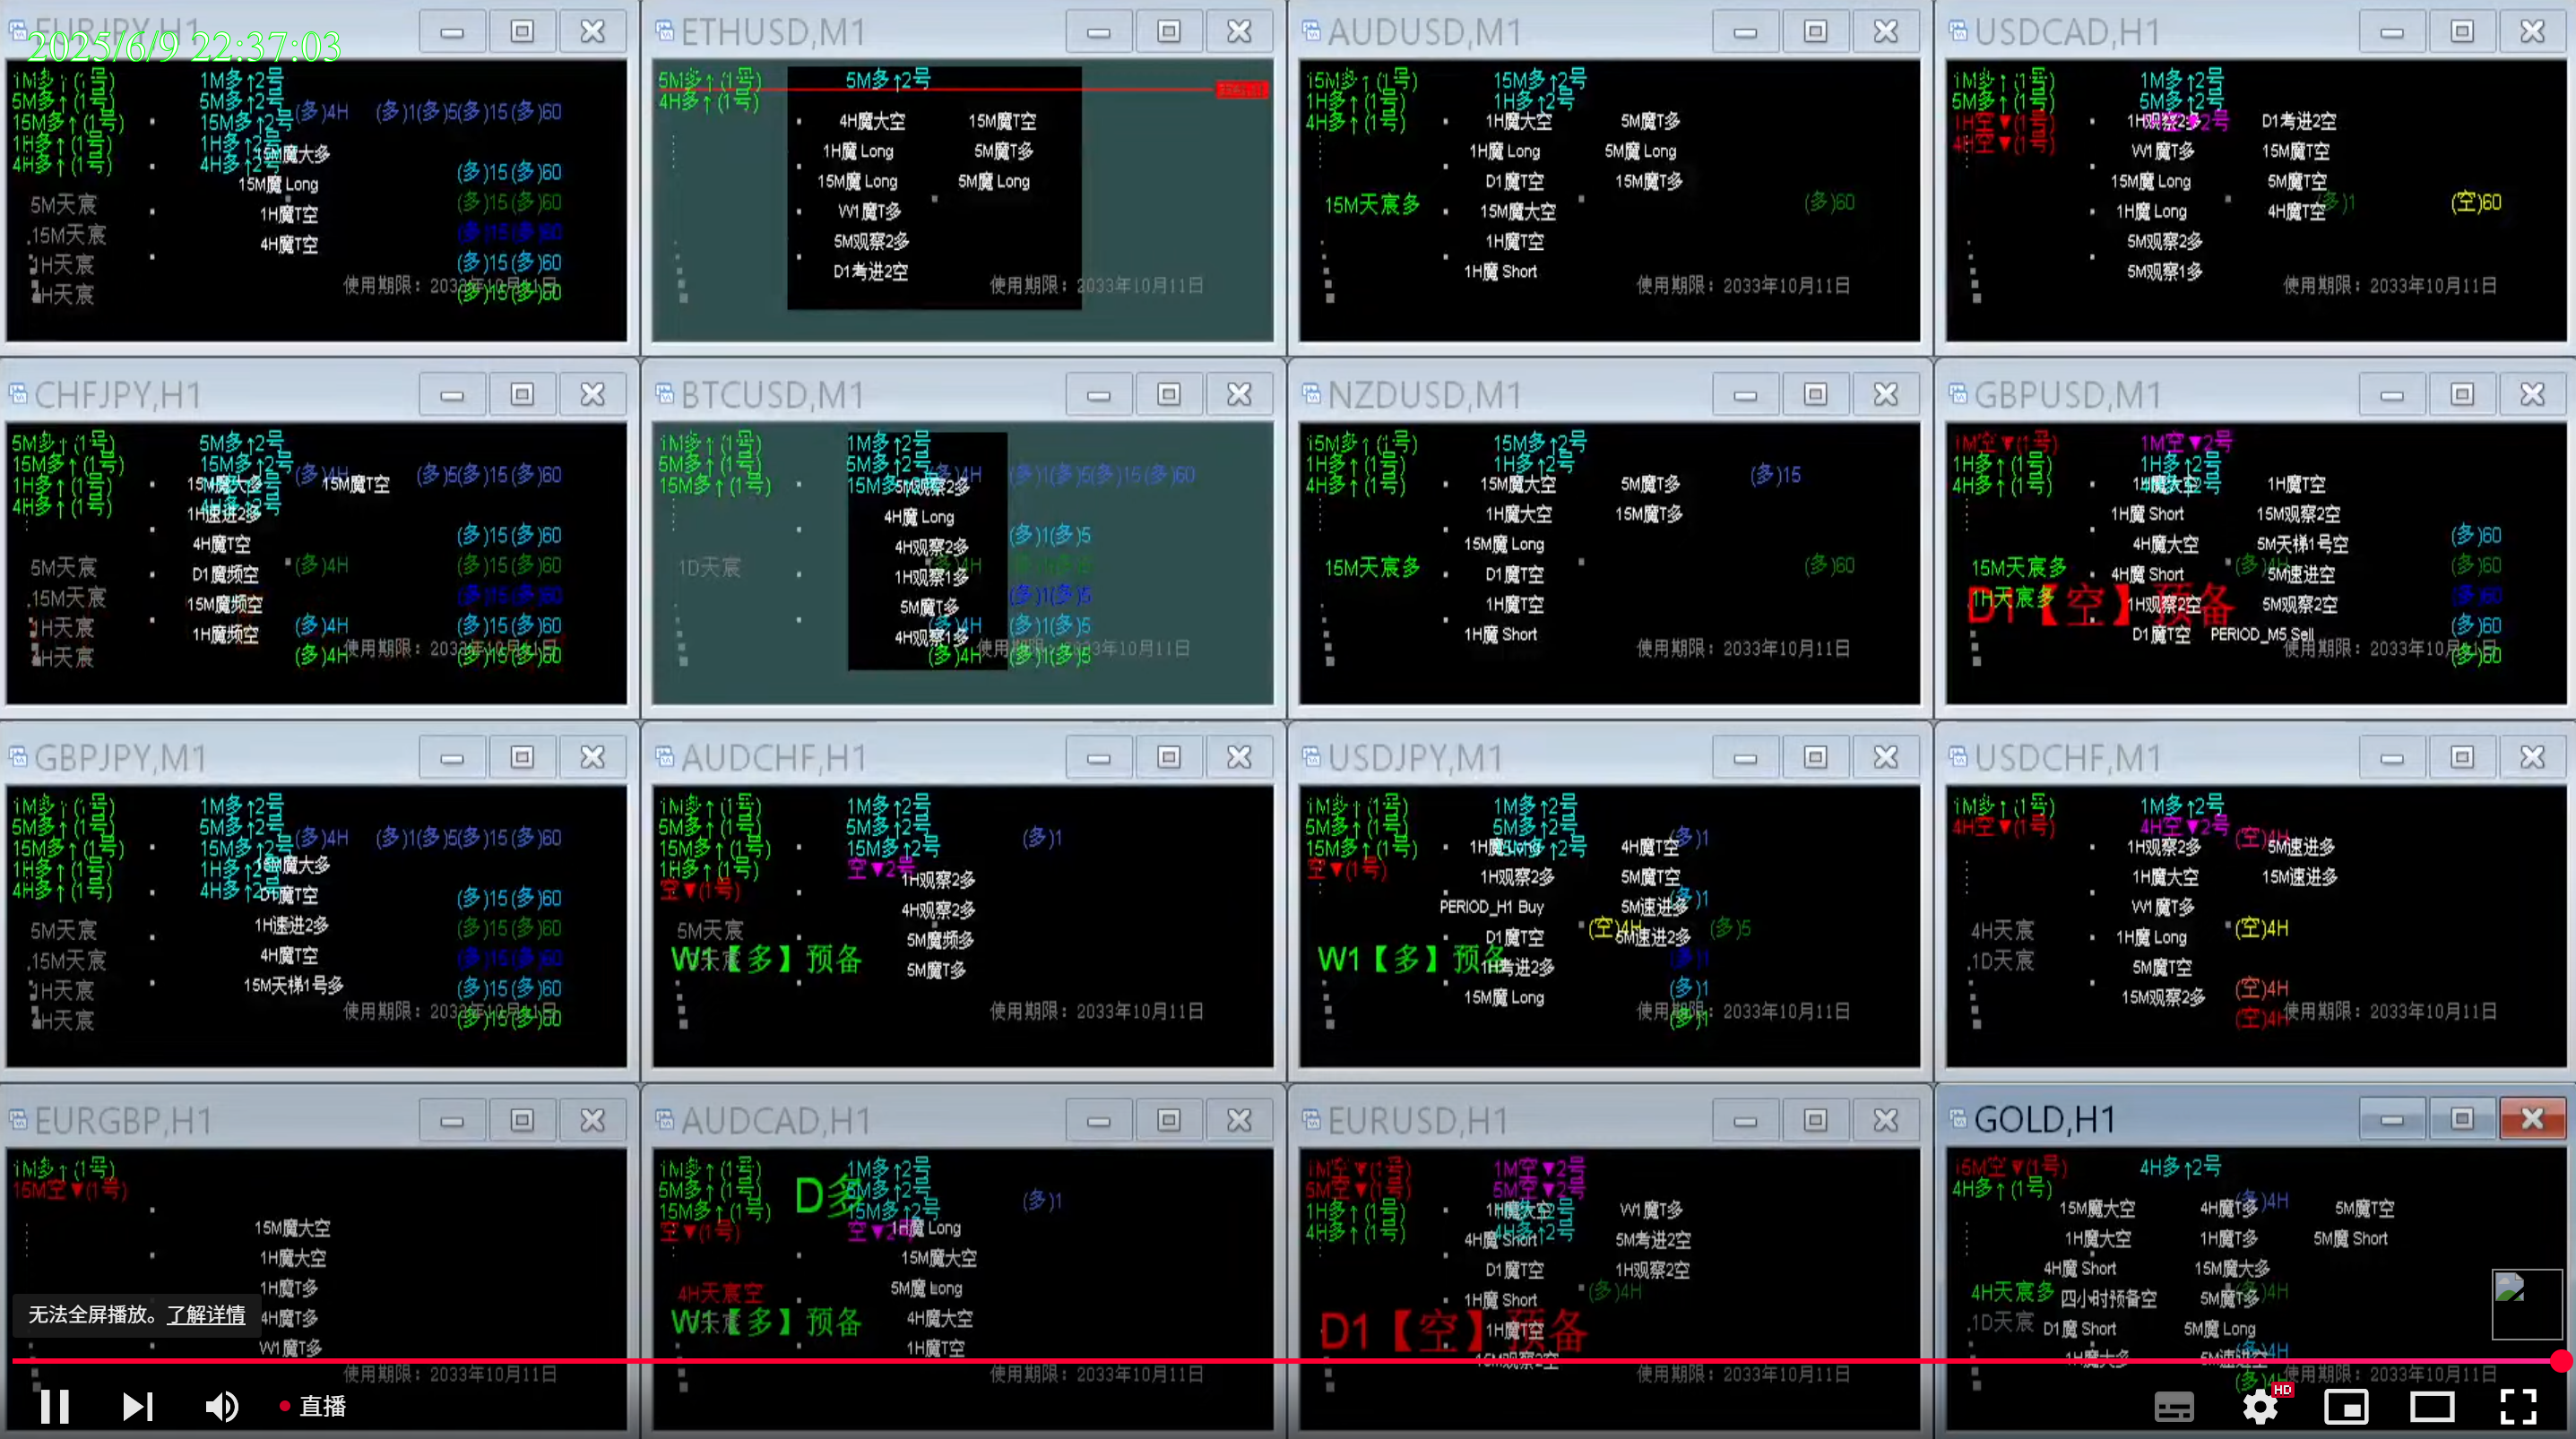 EURJPY,H1
2025/6/9 22:37:03
1M多↑(1号) 1M多↑2号
5M多↑(1号) 5M多↑2号 (多)4H (多)1(多)5(多)15(多)60
15M多↑(1号) 15M多↑2号
1H多↑(1号) 1H多↑2号
4H多↑(1号) 4H多↑2号
15M魔大多
(多)15(多)60
15M魔 Long
5M天宸 (多)15(多)60
1H魔T空
.15M天宸 (多)15(多)60
4H魔T空
1H天宸 (多)15(多)60
使用期限：2033年10月11日
4H天宸 (多)15(多)60
ETHUSD,M1
5M多↑(1号) 5M多↑2号
4H多↑(1号)
4H魔大空 15M魔T空
1H魔 Long 5M魔T多
15M魔 Long 5M魔 Long
W1魔T多
5M观察2多
D1考进2空
使用期限：2033年10月11日
AUDUSD,M1
15M多↑(1号) 15M多↑2号
1H多↑(1号) 1H多↑2号
4H多↑(1号) 1H魔大空 5M魔T多
1H魔 Long 5M魔 Long
D1魔T空 15M魔T多
15M天宸多 15M魔大空 (多)60
1H魔T空
1H魔 Short
使用期限：2033年10月11日
USDCAD,H1
1M多↑(1号) 1M多↑2号
5M多↑(1号) 5M多↑2号
1H空▼(1号) 1H观察2多 D1考进2空
4H空▼(1号) W1魔T多 15M魔T空
15M魔 Long 5M魔T空
1H魔 Long 4H魔T空 (多)1 (空)60
5M观察2多
5M观察1多
使用期限：2033年10月11日
CHFJPY,H1
5M多↑(1号) 5M多↑2号
15M多↑(1号) 15M多↑2号 (多)4H (多)5(多)15(多)60
1H多↑(1号) 15M魔大多 15M魔T空
4H多↑(1号) 1H速进2多
(多)15(多)60
4H魔T空
5M天宸 D1魔频空 (多)4H (多)15(多)60
.15M天宸 15M魔频空 (多)15(多)60
1H天宸 1H魔频空 (多)4H (多)15(多)60
4H天宸 (多)4H 使用期限： (多)15(多)60
BTCUSD,M1
1M多↑(1号) 1M多↑2号
5M多↑(1号) 5M多↑2号 (多)4H (多)1(多)5(多)15(多)60
15M多↑(1号) 15M多↑2号 5M观察2多
4H魔 Long
(多)1(多)5
4H观察2多
1D天宸 1H观察1多
5M魔T多 (多)1(多)5
4H观察1多 (多)4H (多)1(多)5
(多)4H (多)1(多)5
NZDUSD,M1
15M多↑(1号) 15M多↑2号
1H多↑(1号) 1H多↑2号 (多)15
4H多↑(1号) 15M魔大空 5M魔T多
1H魔大空 15M魔T多
15M魔 Long
15M天宸多 D1魔T空 (多)60
1H魔T空
1H魔 Short
使用期限：2033年10月11日
GBPUSD,M1
1M空▼(1号) 1M空▼2号
1H多↑(1号) 1H多↑2号
4H多↑(1号) 1H魔大空 1H魔T空
1H魔 Short 15M观察2空
(多)60
4H魔大空 5M天梯1号空
15M天宸多 4H魔 Short (多)4H 5M速进空 (多)60
1H天宸多 1H观察2空 5M观察2空 (多)60
D1【空】预备
D1魔T空 PERIOD_M5 Sell (多)60
使用期限：2033年10月11日 (多)60
GBPJPY,M1
1M多↑(1号) 1M多↑2号
5M多↑(1号) 5M多↑2号 (多)4H (多)1(多)5(多)15(多)60
15M多↑(1号) 15M多↑2号
1H多↑(1号) 1H多↑2号 15M魔大多
4H多↑(1号) 4H多↑2号 D1魔T空 (多)15(多)60
5M天宸 1H速进2多 (多)15(多)60
.15M天宸 4H魔T空 (多)15(多)60
1H天宸 15M天梯1号多 (多)15(多)60
4H天宸 使用期限：2033年10月11日 (多)15(多)60
AUDCHF,H1
1M多↑(1号) 1M多↑2号
5M多↑(1号) 5M多↑2号 (多)1
15M多↑(1号) 15M多↑2号
1H多↑(1号) 空▼2号
空▼(1号) 1H观察2多
4H观察2多
5M天宸 5M魔频多
W1【多】预备 5M魔T多
使用期限：2033年10月11日
USDJPY,M1
1M多↑(1号) 1M多↑2号
5M多↑(1号) 5M多↑2号 (多)1
15M多↑(1号) 15M多↑2号 4H魔T空
空▼(1号) 1H观察2多 5M魔T空
PERIOD_H1 Buy 5M速进多 (多)1
D1魔T空 (空)4H 5M速进2多 (多)5
W1【多】预备 1H考进2多 (多)1
15M魔 Long (多)1
使用期限：2033年10月11日 (多)1
USDCHF,M1
1M多↑(1号) 1M多↑2号
4H空▼(1号) 4H空▼2号 (空)4H
1H观察2多 5M速进多
1H魔大空 15M速进多
W1魔T多
4H天宸 1H魔 Long (空)4H
.1D天宸 5M魔T空
15M观察2多 (空)4H
(空)4H 使用期限：2033年10月11日
EURGBP,H1
1M多↑(1号)
15M空▼(1号)
15M魔大空
1H魔大空
1H魔T多
4H魔T多
W1魔T多
使用期限：2033年10月11日
AUDCAD,H1
1M多↑(1号) 1M多↑2号
5M多↑(1号) D多 5M多↑2号 (多)1
15M多↑(1号) 15M多↑2号
空▼(1号) 1H魔 Long
15M魔大空
4H天宸空 5M魔 Long
W1【多】预备 4H魔大空
1H魔T空
使用期限：2033年10月11日
EURUSD,H1
1M空▼(1号) 1M空▼2号
5M空▼(1号) 5M空▼2号
1H多↑(1号) 1H魔大空 W1魔T多
4H多↑(1号) 4H多↑2号 4H魔 Short 5M考进2空
D1魔T空 1H观察2空
1H魔 Short (多)4H
D1【空】预备 1H魔T空
使用期限：2033年10月11日
GOLD,H1
15M空▼(1号) 4H多↑2号
4H多↑(1号) (多)4H
15M魔大空 4H魔T多 5M魔T空
1H魔大空 1H魔T多 5M魔 Short
4H魔 Short 15M魔大多
4H天宸多 四小时预备空 5M魔T多 (多)4H
.1D天宸 D1魔 Short 5M魔 Long
1H魔大多 (多)4H
使用期限：2033年10月11日
无法全屏播放。了解详情
直播
HD